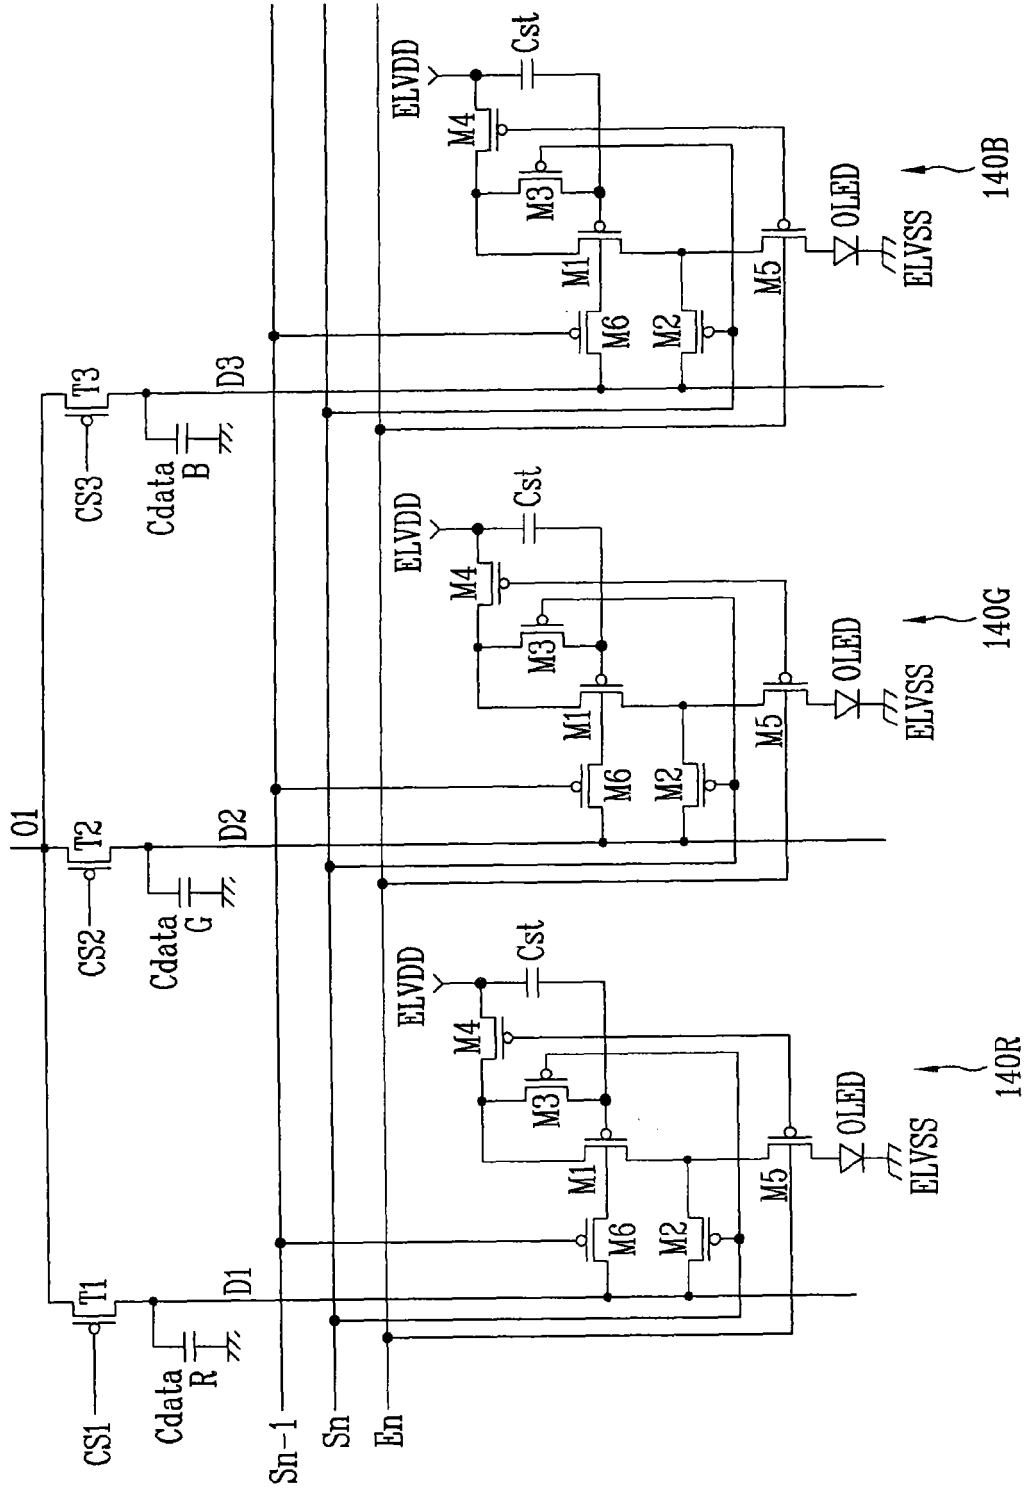 O1
CS1
T1
CS2
T2
CS3
T3
Cdata
R
D1
Cdata
G
D2
Cdata
B
D3
Sn-1
Sn
En
ELVDD
M4
Cst
M3
M1
M6
M2
M5
OLED
ELVSS
140R
ELVDD
M4
Cst
M3
M1
M6
M2
M5
OLED
ELVSS
140G
ELVDD
M4
Cst
M3
M1
M6
M2
M5
OLED
ELVSS
140B